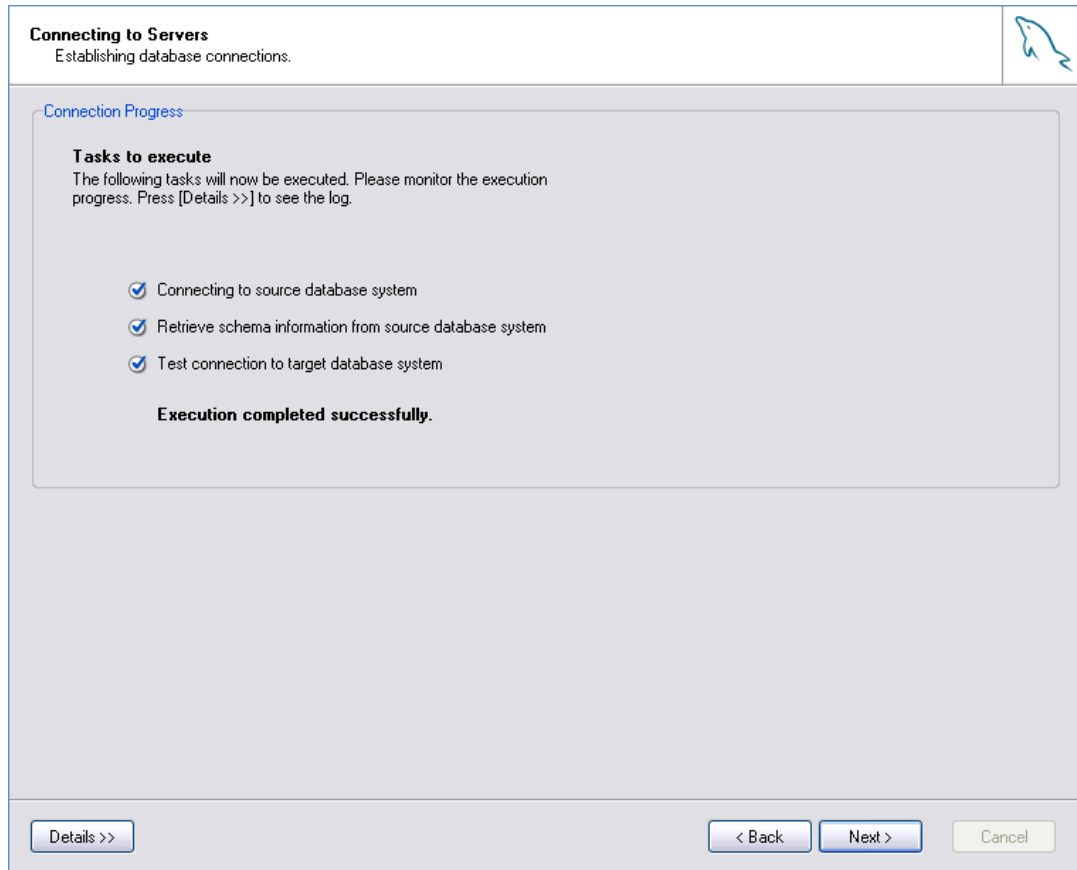 Connecting to Servers
Establishing database connections.
Connection Progress
Tasks to execute
The following tasks will now be executed. Please monitor the execution
progress. Press [Details >>] to see the log.
Connecting to source database system
Retrieve schema information from source database system
Test connection to target database system
Execution completed successfully.
Details >>
< Back
Next >
Cancel